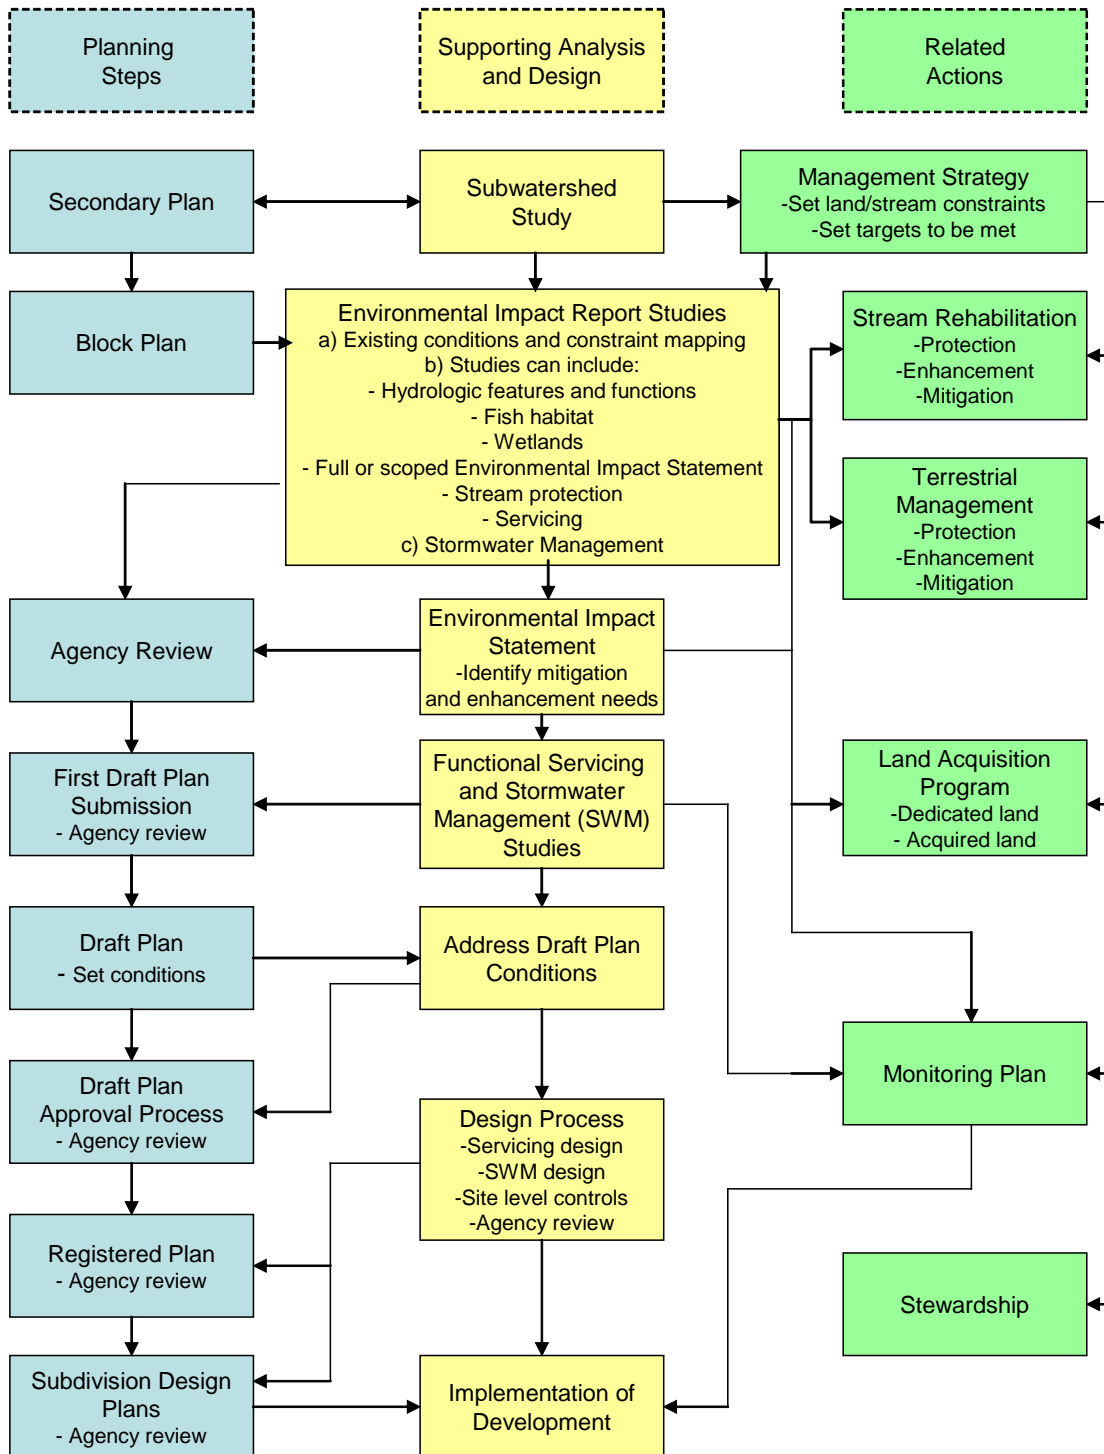 Planning
Steps
Supporting Analysis
and Design
Related
Actions
Secondary Plan
Subwatershed
Study
Management Strategy
-Set land/stream constraints
-Set targets to be met
Block Plan
Environmental Impact Report Studies
a) Existing conditions and constraint mapping
b) Studies can include:
- Hydrologic features and functions
- Fish habitat
- Wetlands
- Full or scoped Environmental Impact Statement
- Stream protection
- Servicing
c) Stormwater Management
Stream Rehabilitation
-Protection
-Enhancement
-Mitigation
Terrestrial
Management
-Protection
-Enhancement
-Mitigation
Agency Review
Environmental Impact
Statement
-Identify mitigation
and enhancement needs
First Draft Plan
Submission
- Agency review
Functional Servicing
and Stormwater
Management (SWM)
Studies
Land Acquisition
Program
-Dedicated land
- Acquired land
Draft Plan
- Set conditions
Address Draft Plan
Conditions
Draft Plan
Approval Process
- Agency review
Monitoring Plan
Design Process
-Servicing design
-SWM design
-Site level controls
-Agency review
Registered Plan
- Agency review
Stewardship
Subdivision Design
Plans
- Agency review
Implementation of
Development